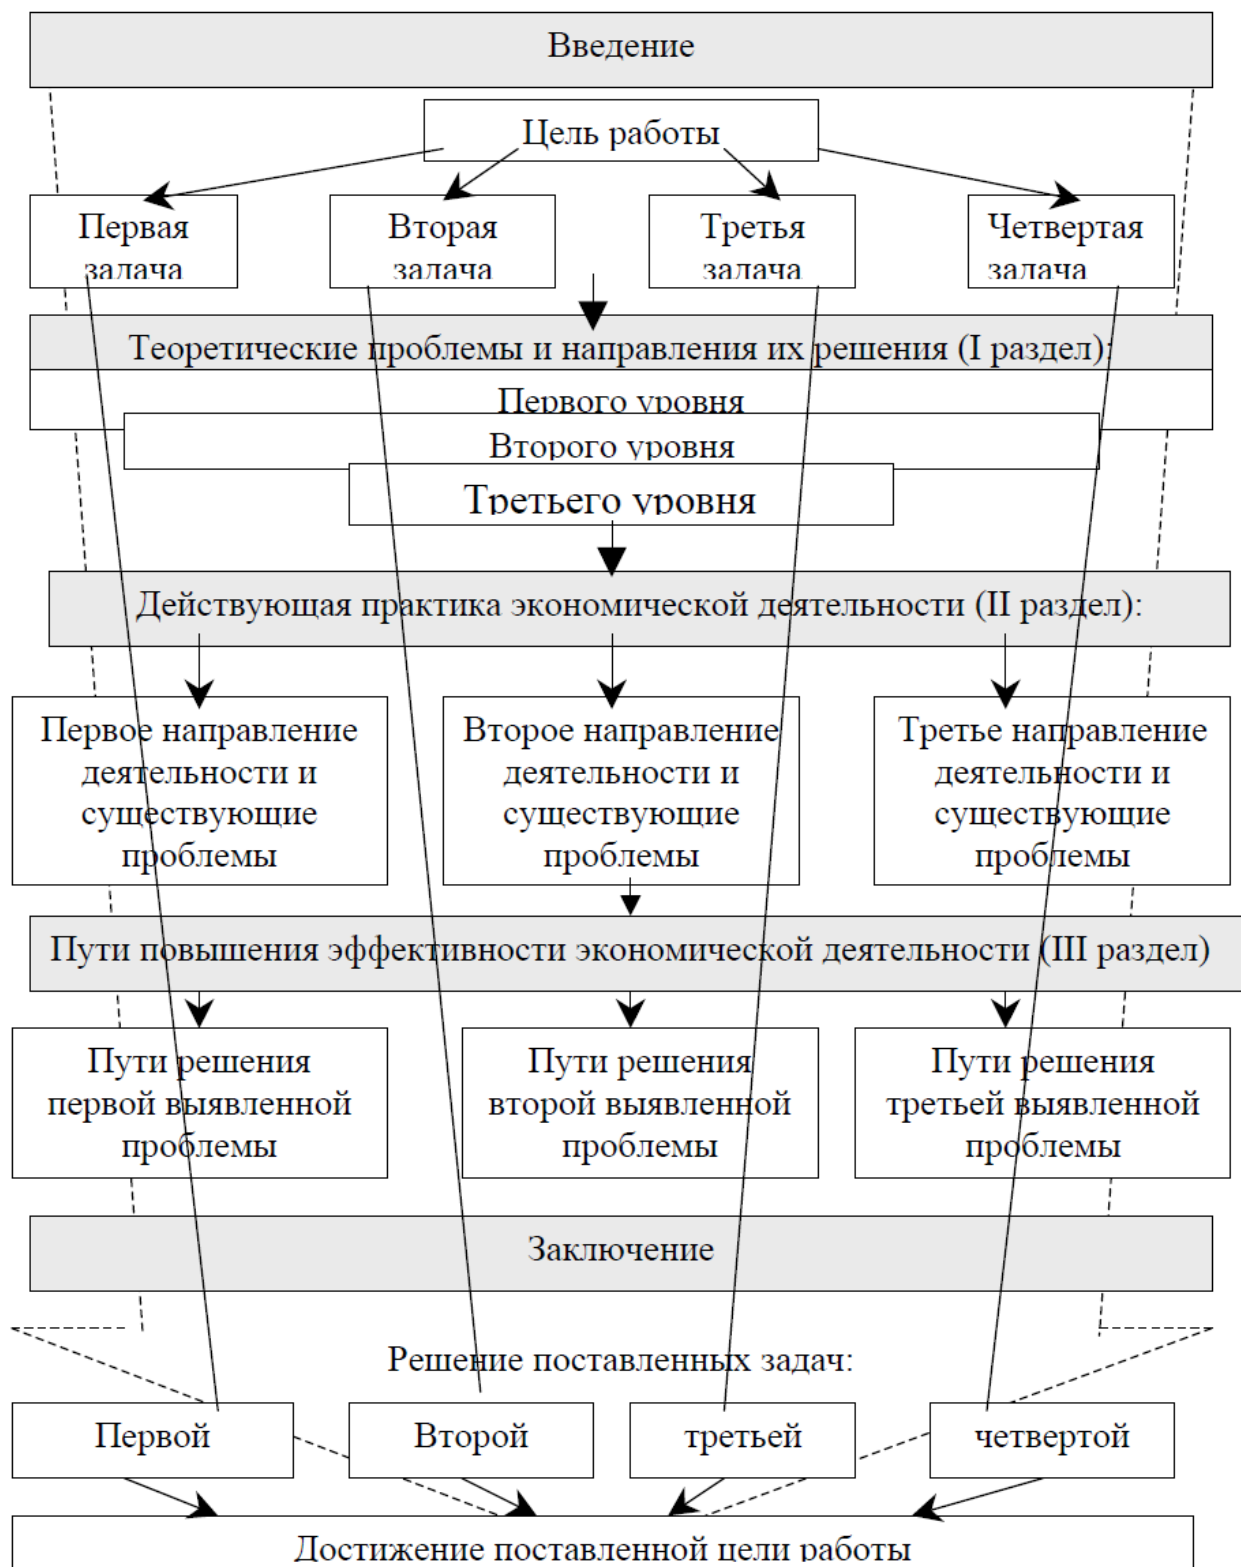 Введение
Цель работы
Первая
задача
Вторая
задача
Третья
задача
Четвертая
задача
Теоретические проблемы и направления их решения (I раздел):
Первого уровня
Второго уровня
Третьего уровня
Действующая практика экономической деятельности (II раздел):
Первое направление
деятельности и
существующие
проблемы
Второе направление
деятельности и
существующие
проблемы
Третье направление
деятельности и
существующие
проблемы
Пути повышения эффективности экономической деятельности (III раздел)
Пути решения
первой выявленной
проблемы
Пути решения
второй выявленной
проблемы
Пути решения
третьей выявленной
проблемы
Заключение
Решение поставленных задач:
Первой
Второй
третьей
четвертой
Достижение поставленной цели работы